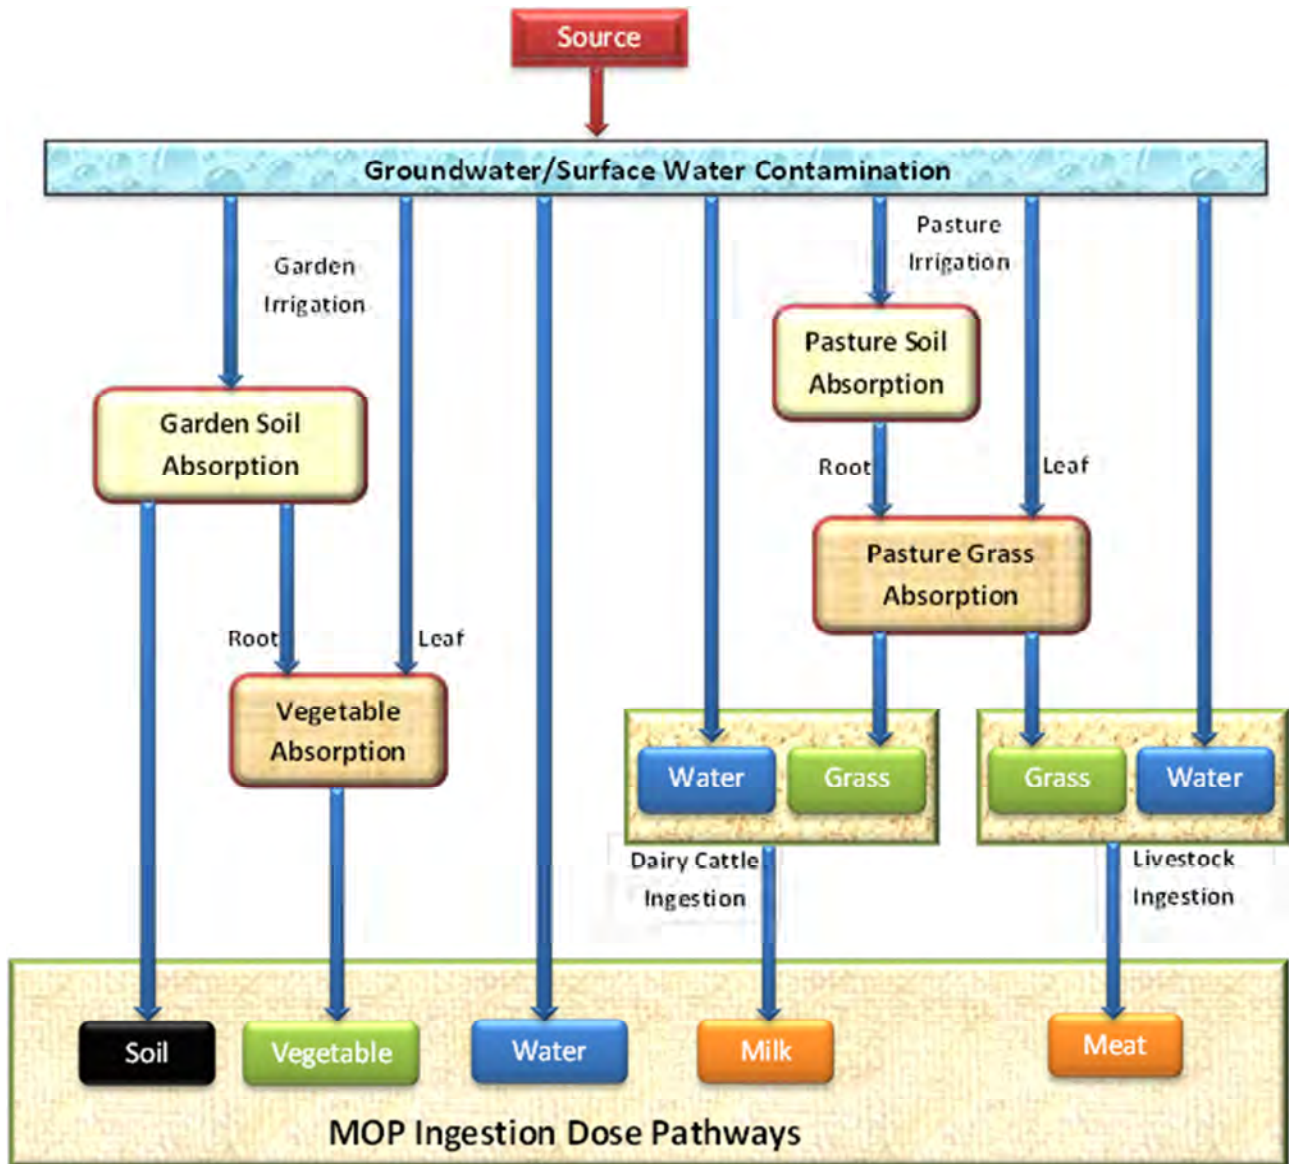 Source
Groundwater/Surface Water Contamination
Garden
Irrigation
Pasture
Irrigation
Pasture Soil
Absorption
Garden Soil
Absorption
Root
Leaf
Pasture Grass
Absorption
Root
Leaf
Vegetable
Absorption
Water
Grass
Grass
Water
Dairy Cattle
Ingestion
Livestock
Ingestion
Soil
Vegetable
Water
Milk
Meat
MOP Ingestion Dose Pathways